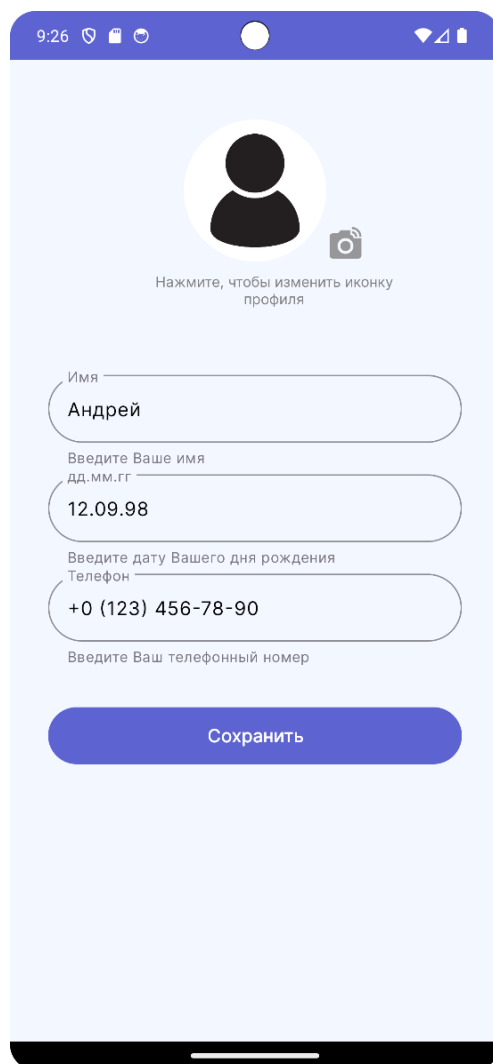 9:26
Нажмите, чтобы изменить иконку
профиля
Имя
Андрей
Введите Ваше имя
дд.мм.гг
12.09.98
Введите дату Вашего дня рождения
Телефон
+0 (123) 456-78-90
Введите Ваш телефонный номер
Сохранить